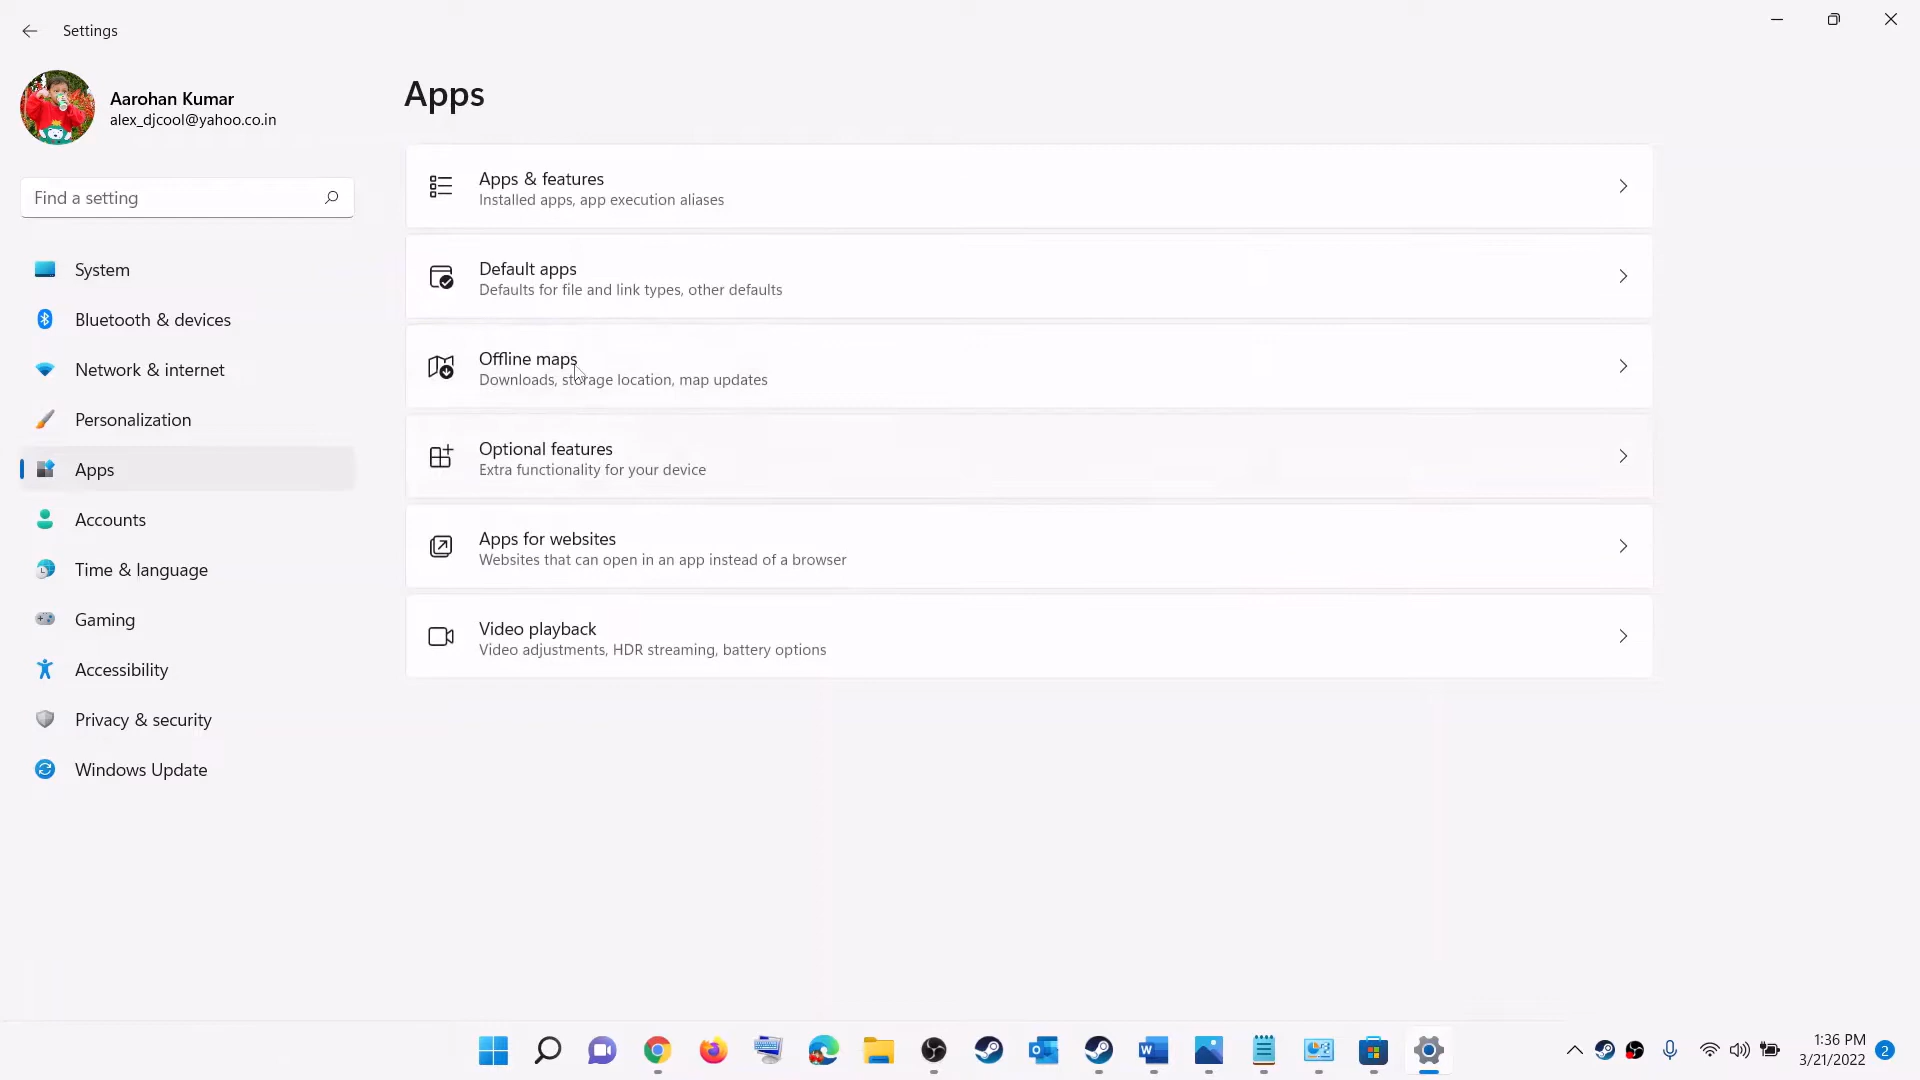 Settings
Aarohan Kumar
alex_djcool@yahoo.co.in
Find a setting
System
Bluetooth & devices
Network & internet
Personalization
Apps
Accounts
Time & language
Gaming
Accessibility
Privacy & security
Windows Update
Apps
Apps & features
Installed apps, app execution aliases
Default apps
Defaults for file and link types, other defaults
Offline maps
Downloads, storage location, map updates
Optional features
Extra functionality for your device
Apps for websites
Websites that can open in an app instead of a browser
Video playback
Video adjustments, HDR streaming, battery options
1:36 PM
3/21/2022
2